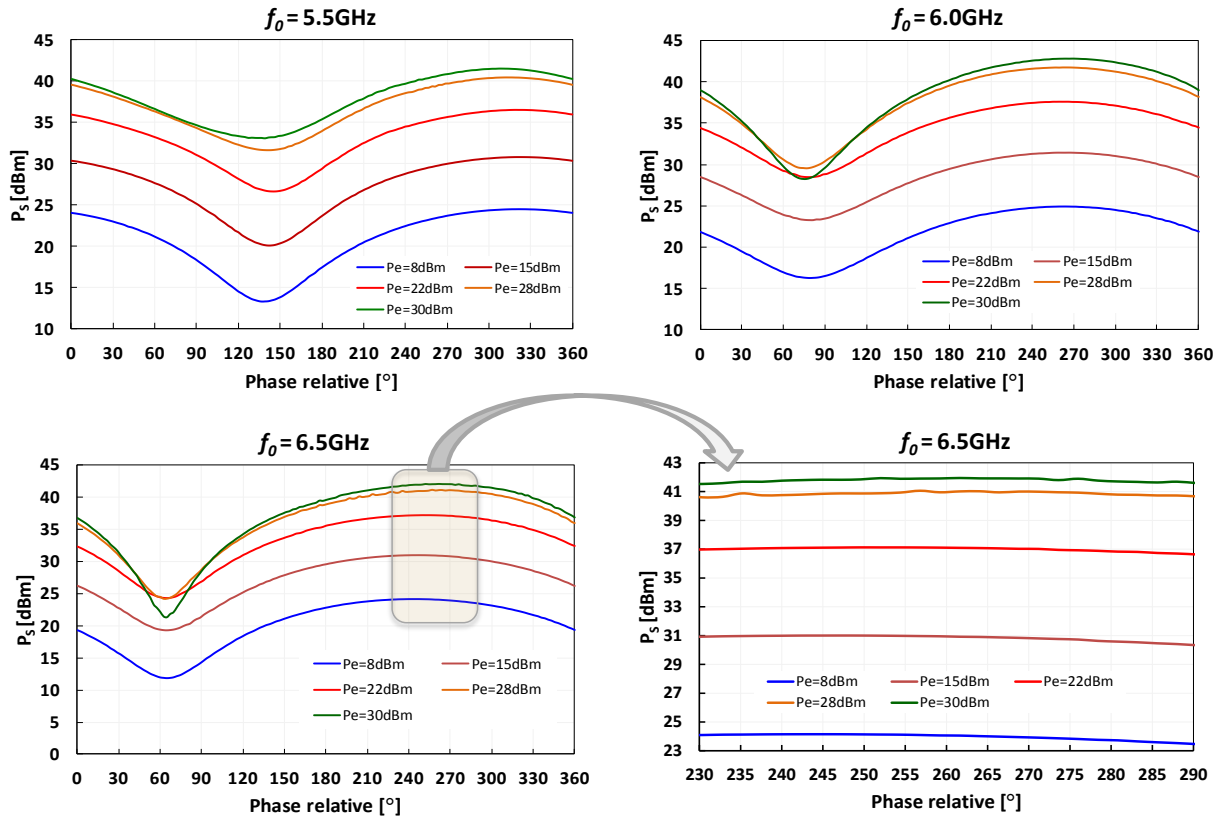 f₀ = 5.5GHz
45
40
35
30
25
20
15
10
P_S [dBm]
Pe=8dBm Pe=15dBm
Pe=22dBm Pe=28dBm
Pe=30dBm
0 30 60 90 120 150 180 210 240 270 300 330 360
Phase relative [°]
f₀ = 6.0GHz
45
40
35
30
25
20
15
10
P_S [dBm]
Pe=8dBm Pe=15dBm
Pe=22dBm Pe=28dBm
Pe=30dBm
0 30 60 90 120 150 180 210 240 270 300 330 360
Phase relative [°]
f₀ = 6.5GHz
45
40
35
30
25
20
15
10
5
0
P_S [dBm]
Pe=8dBm Pe=15dBm
Pe=22dBm Pe=28dBm
Pe=30dBm
0 30 60 90 120 150 180 210 240 270 300 330 360
Phase relative [°]
f₀ = 6.5GHz
43
41
39
37
35
33
31
29
27
25
23
P_S [dBm]
Pe=8dBm Pe=15dBm Pe=22dBm
Pe=28dBm Pe=30dBm
230 235 240 245 250 255 260 265 270 275 280 285 290
Phase relative [°]